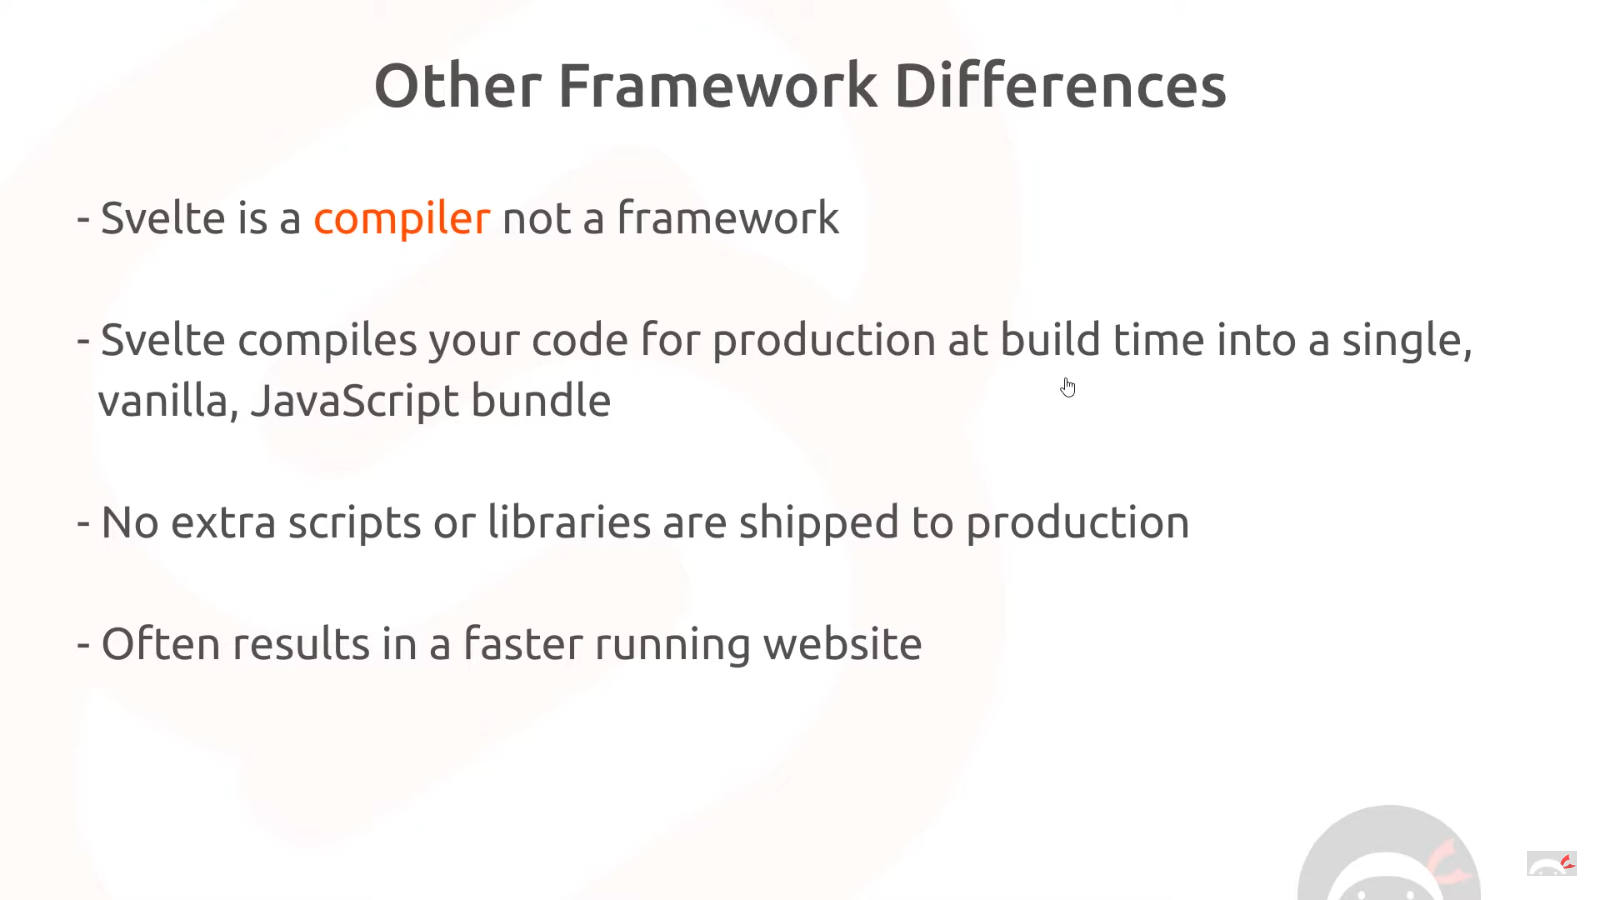 Other Framework Differences
- Svelte is a compiler not a framework
- Svelte compiles your code for production at build time into a single,
vanilla, JavaScript bundle
- No extra scripts or libraries are shipped to production
- Often results in a faster running website